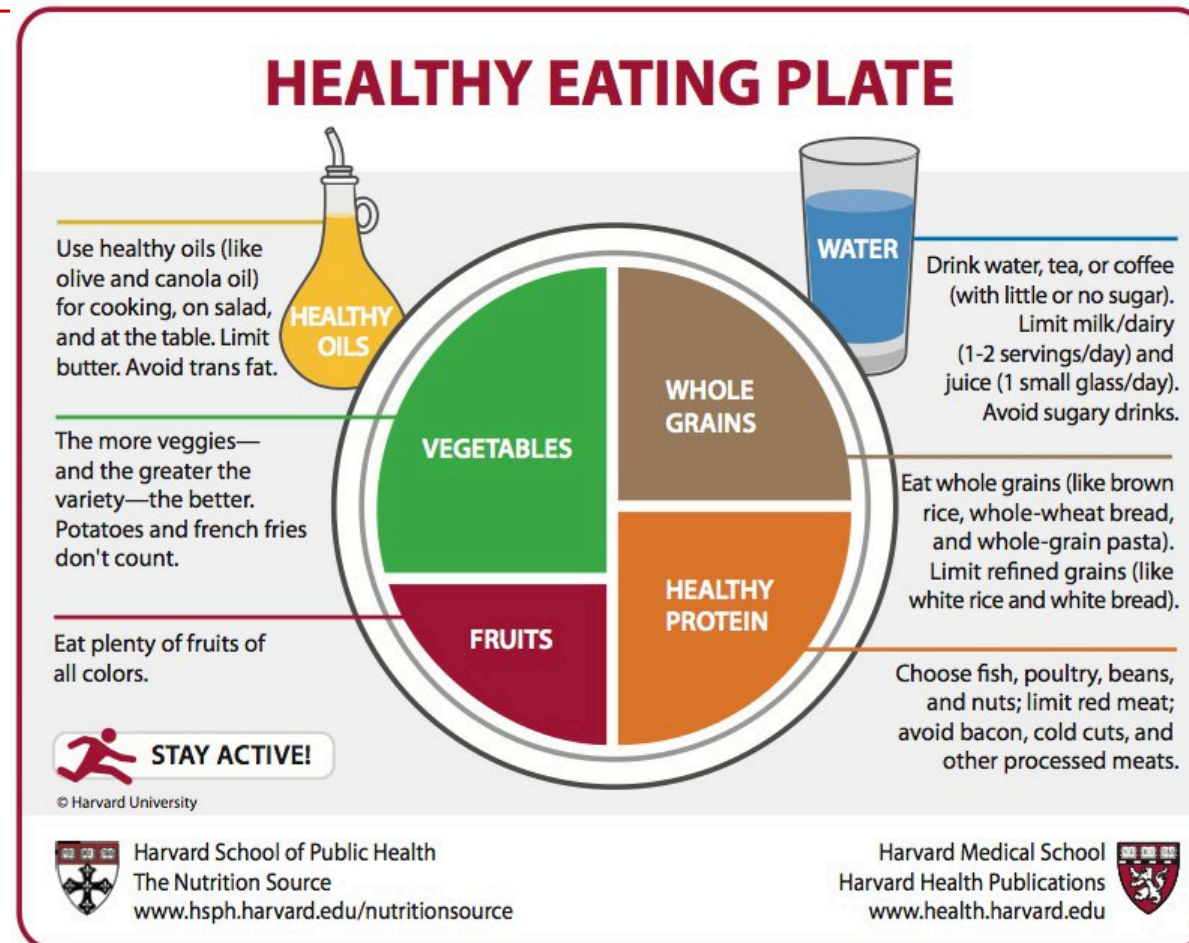 HEALTHY EATING PLATE
Use healthy oils (like
olive and canola oil)
for cooking, on salad,
and at the table. Limit
butter. Avoid trans fat.
HEALTHY
OILS
The more veggies—
and the greater the
variety—the better.
Potatoes and french fries
don't count.
Eat plenty of fruits of
all colors.
VEGETABLES
FRUITS
WHOLE
GRAINS
HEALTHY
PROTEIN
WATER
Drink water, tea, or coffee
(with little or no sugar).
Limit milk/dairy
(1-2 servings/day) and
juice (1 small glass/day).
Avoid sugary drinks.
Eat whole grains (like brown
rice, whole-wheat bread,
and whole-grain pasta).
Limit refined grains (like
white rice and white bread).
Choose fish, poultry, beans,
and nuts; limit red meat;
avoid bacon, cold cuts, and
other processed meats.
STAY ACTIVE!
© Harvard University
Harvard School of Public Health
The Nutrition Source
www.hsph.harvard.edu/nutritionsource
Harvard Medical School
Harvard Health Publications
www.health.harvard.edu